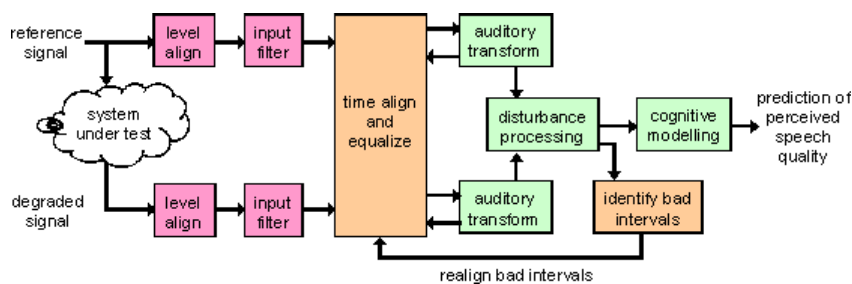 reference
signal
level
align
input
filter
time align
and
equalize
auditory
transform
system
under test
disturbance
processing
cognitive
modelling
prediction of
perceived
speech
quality
degraded
signal
level
align
input
filter
auditory
transform
identify bad
intervals
realign bad intervals